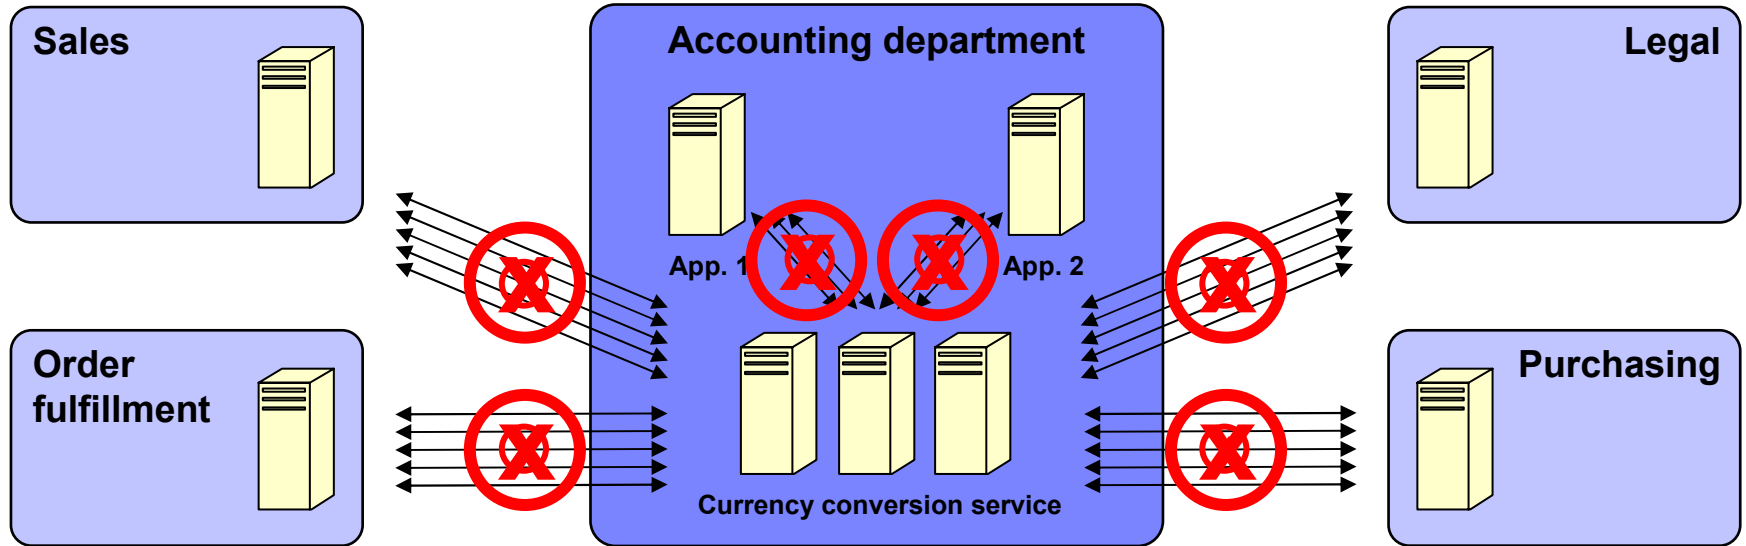 Sales
Accounting department
Legal
App. 1
App. 2
X
X
X
X
Order
fulfillment
Purchasing
X
X
Currency conversion service